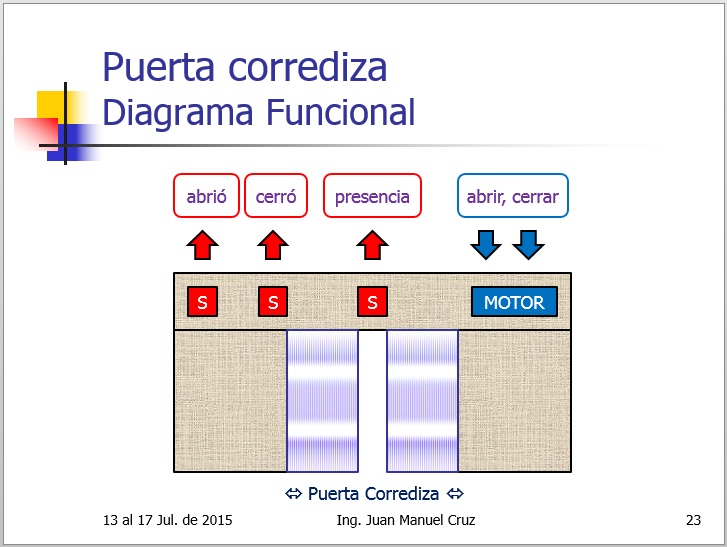 Puerta corrediza
Diagrama Funcional
abrió cerró presencia abrir, cerrar
S S S MOTOR
⇔ Puerta Corrediza ⇔
13 al 17 Jul. de 2015 Ing. Juan Manuel Cruz 23